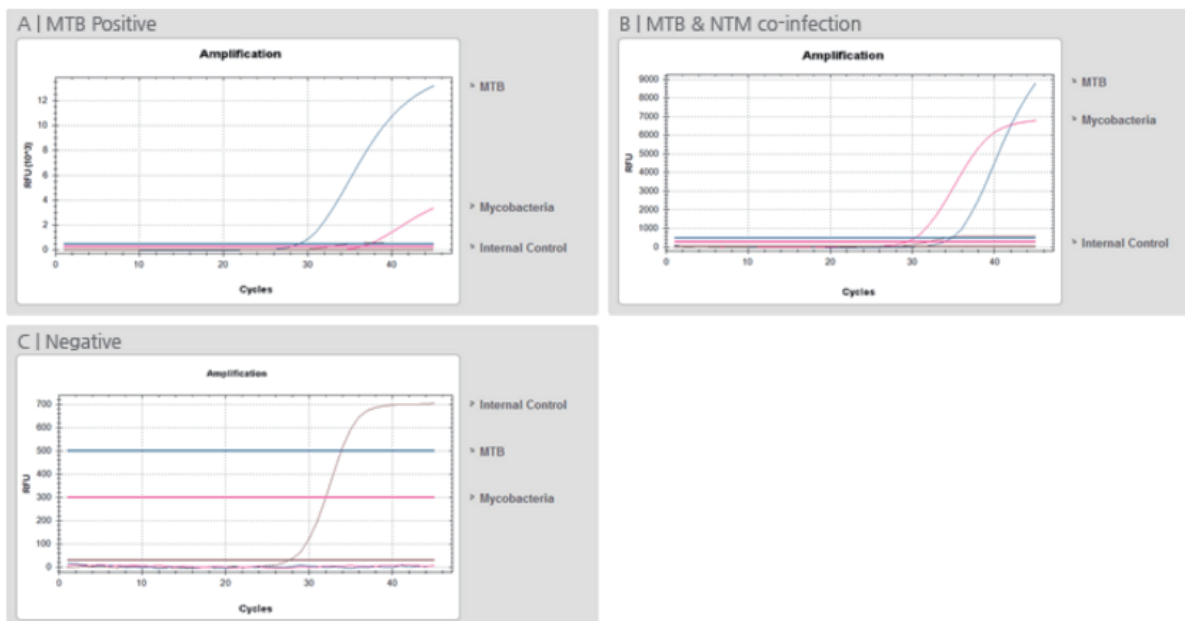 A | MTB Positive
Amplification
RFU (10^3)
12
10
8
6
4
2
0
0 10 20 30 40
Cycles
MTB
Mycobacteria
Internal Control
B | MTB & NTM co-infection
Amplification
RFU
9000
8000
7000
6000
5000
4000
3000
2000
1000
0
0 10 20 30 40
Cycles
MTB
Mycobacteria
Internal Control
C | Negative
Amplification
RFU
700
600
500
400
300
200
100
0
0 10 20 30 40
Cycles
Internal Control
MTB
Mycobacteria